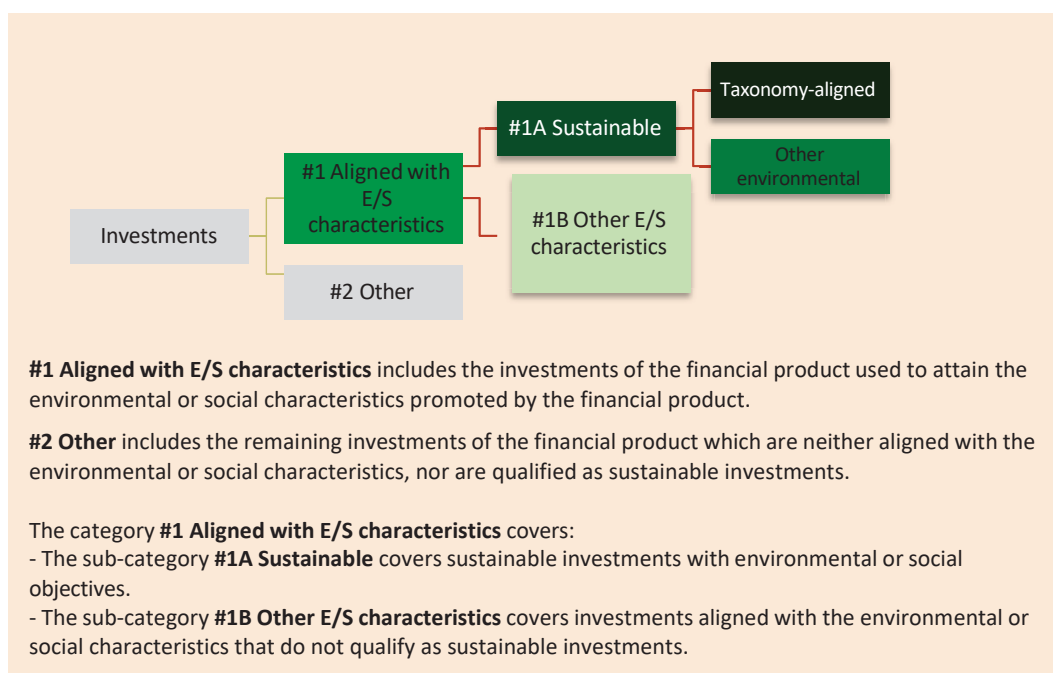 Taxonomy-aligned
#1A Sustainable
Other
environmental
#1 Aligned with
E/S
characteristics
#1B Other E/S
characteristics
Investments
#2 Other
#1 Aligned with E/S characteristics includes the investments of the financial product used to attain the
environmental or social characteristics promoted by the financial product.
#2 Other includes the remaining investments of the financial product which are neither aligned with the
environmental or social characteristics, nor are qualified as sustainable investments.
The category #1 Aligned with E/S characteristics covers:
- The sub-category #1A Sustainable covers sustainable investments with environmental or social
objectives.
- The sub-category #1B Other E/S characteristics covers investments aligned with the environmental or
social characteristics that do not qualify as sustainable investments.